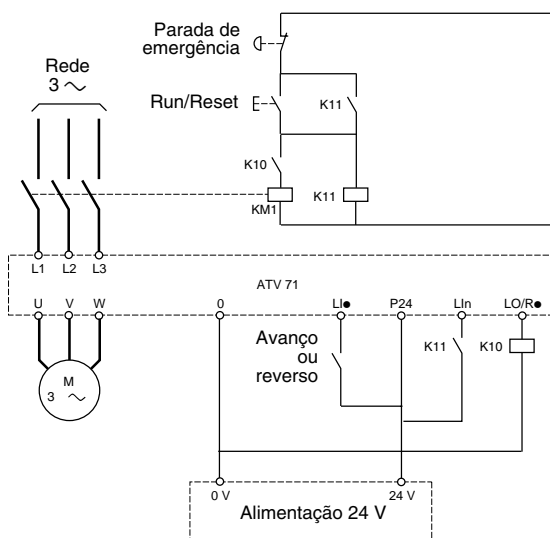 Parada de
emergência
Rede
3 ~
Run/Reset
K11
K10
KM1
K11
L1 L2 L3
ATV 71
U V W 0 LI● P24 LIn LO/R●
Avanço
ou
reverso
K11 K10
M
3 ~
0 V 24 V
Alimentação 24 V